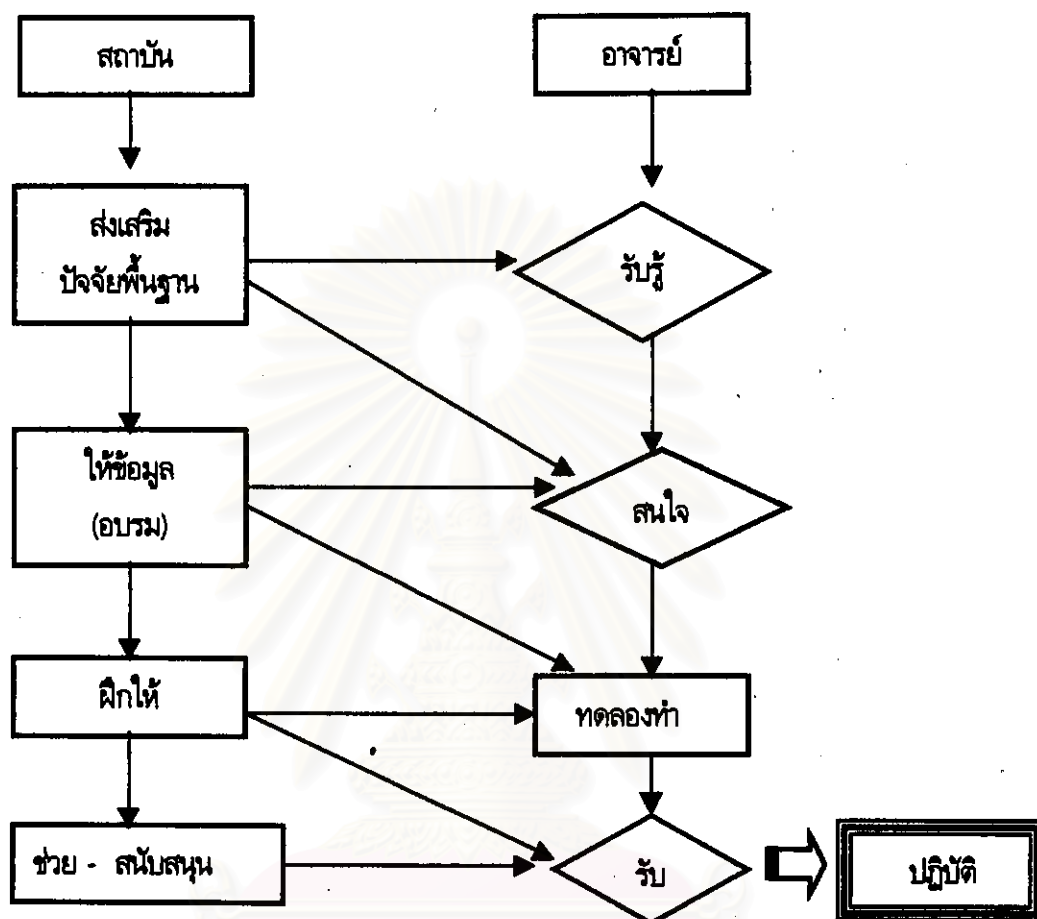 สถาบัน
อาจารย์
ส่งเสริม
ปัจจัยพื้นฐาน
รับรู้
ให้ข้อมูล
(อบรม)
สนใจ
ฝึกให้
ทดลองทำ
ช่วย - สนับสนุน
รับ
ปฏิบัติ